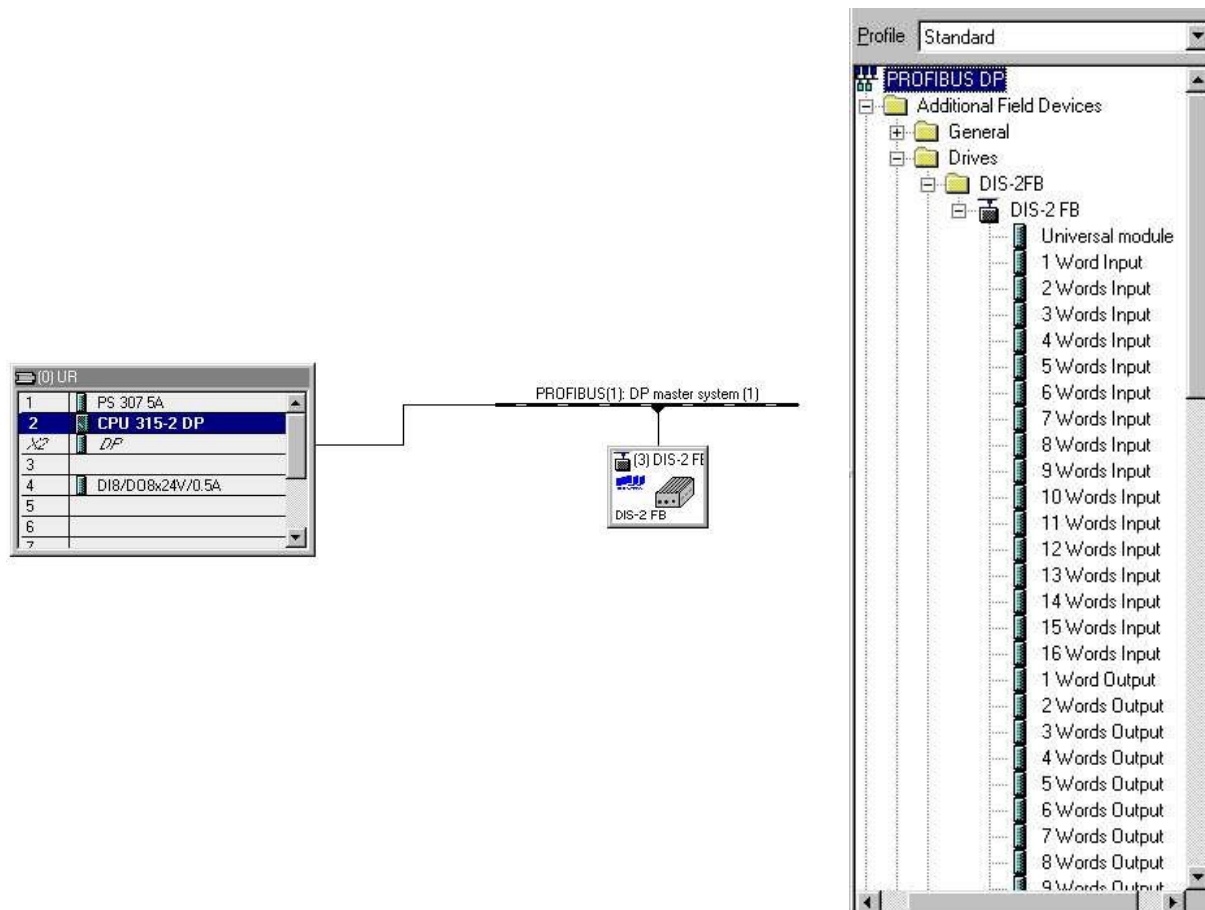 Profile Standard
PROFIBUS DP
Additional Field Devices
General
Drives
DIS-2FB
DIS-2 FB
Universal module
1 Word Input
2 Words Input
3 Words Input
4 Words Input
5 Words Input
6 Words Input
7 Words Input
8 Words Input
9 Words Input
10 Words Input
11 Words Input
12 Words Input
13 Words Input
14 Words Input
15 Words Input
16 Words Input
1 Word Output
2 Words Output
3 Words Output
4 Words Output
5 Words Output
6 Words Output
7 Words Output
8 Words Output
9 Words Output
(0) UR
1 PS 307 5A
2 CPU 315-2 DP
X2 DP
3
4 DI8/DO8x24V/0.5A
5
6
7
PROFIBUS(1): DP master system (1)
(3) DIS-2 FE
DIS-2 FB